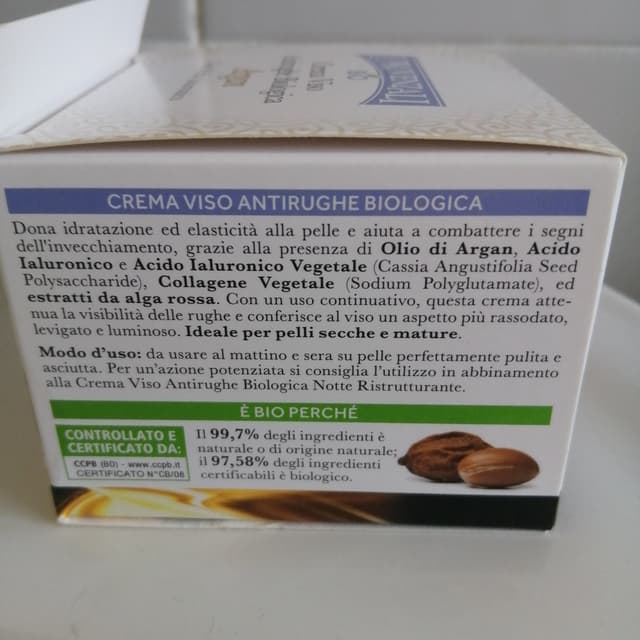 CREMA VISO ANTIRUGHE BIOLOGICA
Dona idratazione ed elasticità alla pelle e aiuta a combattere i segni
dell'invecchiamento, grazie alla presenza di Olio di Argan, Acido
Ialuronico e Acido Ialuronico Vegetale (Cassia Angustifolia Seed
Polysaccharide), Collagene Vegetale (Sodium Polyglutamate), ed
estratti da alga rossa. Con un uso continuativo, questa crema atte-
nua la visibilità delle rughe e conferisce al viso un aspetto più rassodato,
levigato e luminoso. Ideale per pelli secche e mature.
Modo d'uso: da usare al mattino e sera su pelle perfettamente pulita e
asciutta. Per un'azione potenziata si consiglia l'utilizzo in abbinamento
alla Crema Viso Antirughe Biologica Notte Ristrutturante.
È BIO PERCHÉ
CONTROLLATO E
CERTIFICATO DA:
CCPB (BO) - www.ccpb.it
CERTIFICATO N°CB/08
Il 99,7% degli ingredienti è
naturale o di origine naturale;
il 97,58% degli ingredienti
certificabili è biologico.